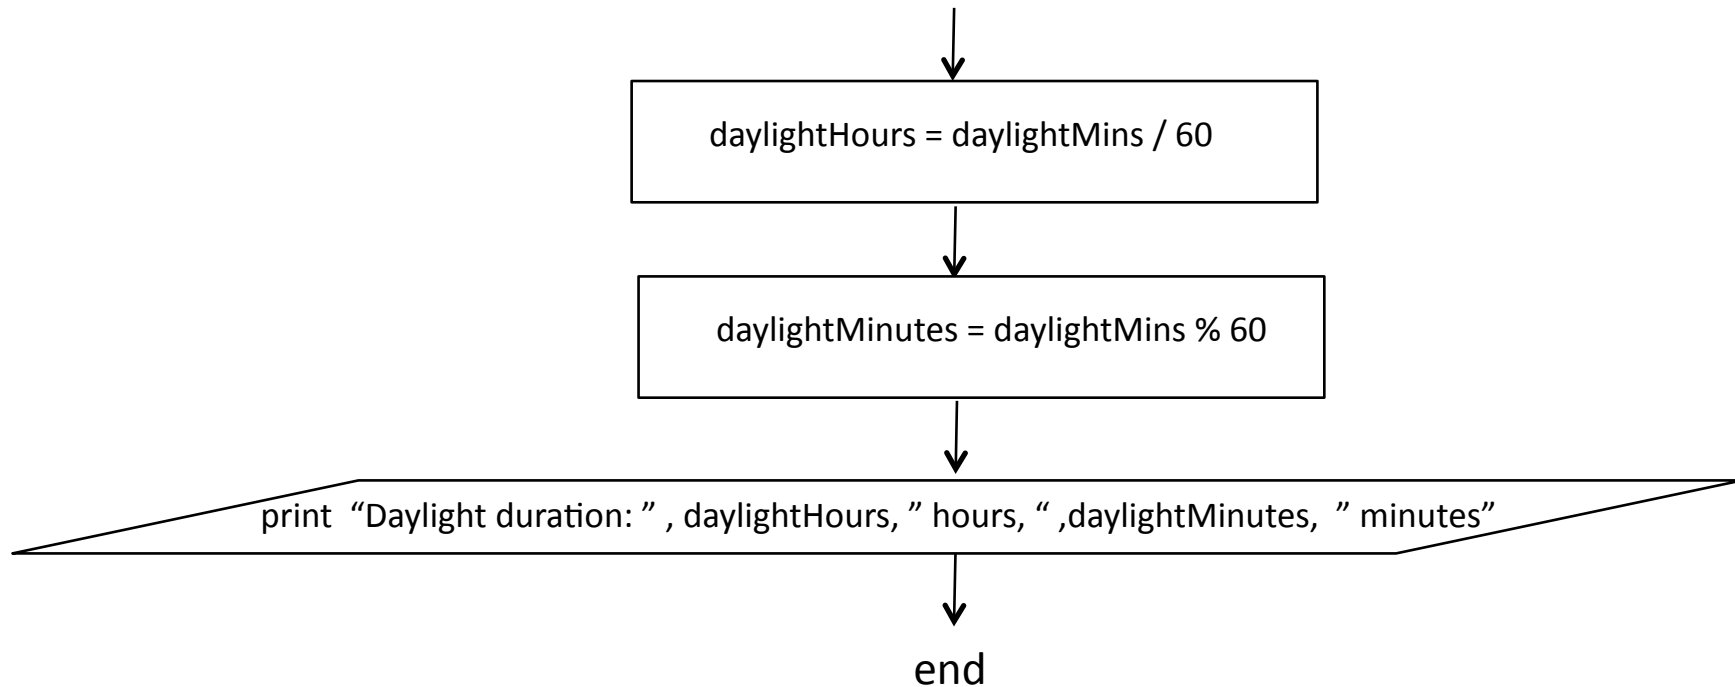 daylightHours = daylightMins / 60
daylightMinutes = daylightMins % 60
print  “Daylight duration: ” , daylightHours, ” hours, “ ,daylightMinutes,  ” minutes”
end